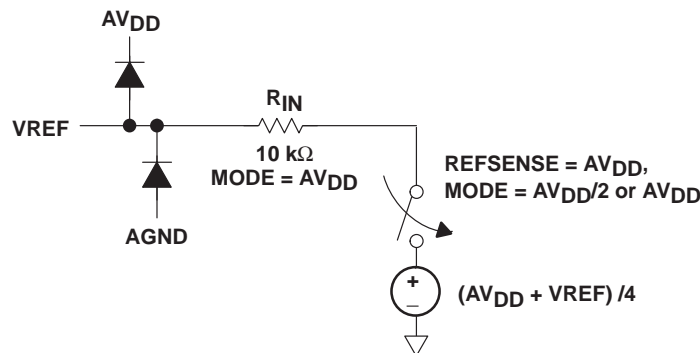 AVDD
VREF
RIN
10 kΩ
MODE = AVDD
AGND
REFSENSE = AVDD,
MODE = AVDD/2 or AVDD
+
−
(AVDD + VREF) /4